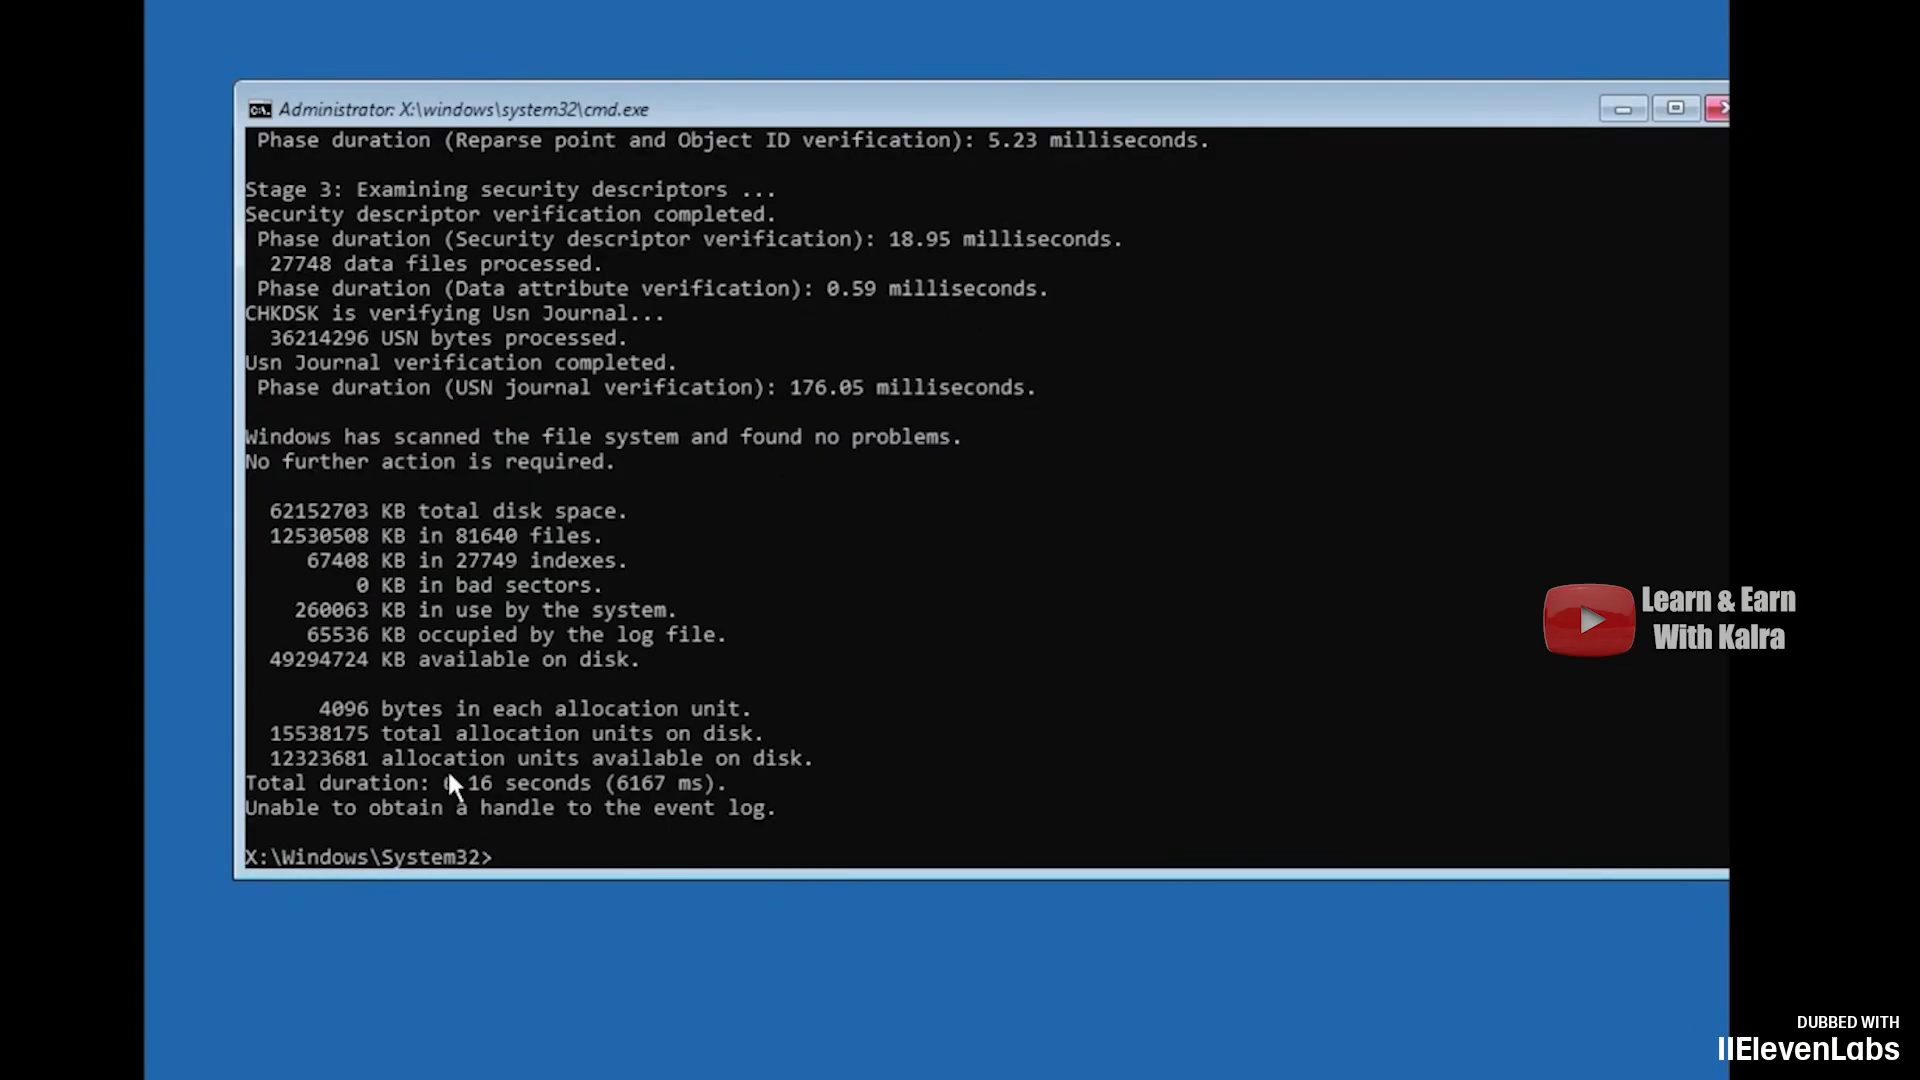 Administrator: X:\windows\system32\cmd.exe
Phase duration (Reparse point and Object ID verification): 5.23 milliseconds.
Stage 3: Examining security descriptors ...
Security descriptor verification completed.
Phase duration (Security descriptor verification): 18.95 milliseconds.
27748 data files processed.
Phase duration (Data attribute verification): 0.59 milliseconds.
CHKDSK is verifying Usn Journal...
36214296 USN bytes processed.
Usn Journal verification completed.
Phase duration (USN journal verification): 176.05 milliseconds.
Windows has scanned the file system and found no problems.
No further action is required.
62152703 KB total disk space.
12530508 KB in 81640 files.
67408 KB in 27749 indexes.
0 KB in bad sectors.
260063 KB in use by the system.
65536 KB occupied by the log file.
49294724 KB available on disk.
4096 bytes in each allocation unit.
15538175 total allocation units on disk.
12323681 allocation units available on disk.
Total duration: 16 seconds (6167 ms).
Unable to obtain a handle to the event log.
X:\Windows\System32>
Learn & Earn
With Kalra
DUBBED WITH
IIElevenLabs